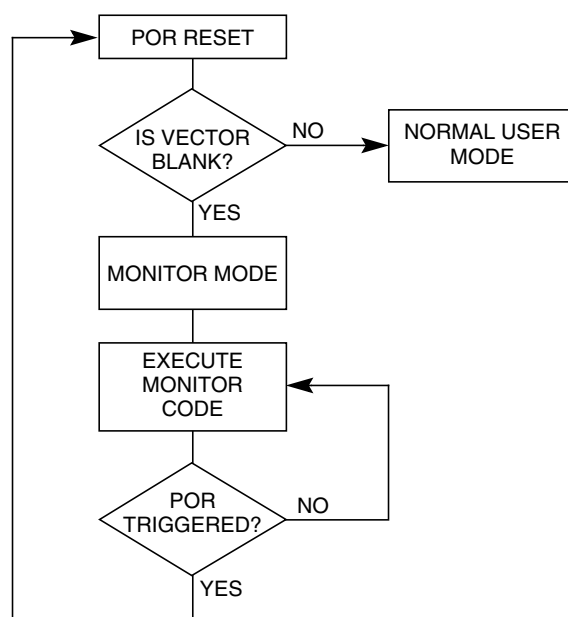 POR RESET
IS VECTOR
BLANK?
NO
NORMAL USER
MODE
YES
MONITOR MODE
EXECUTE
MONITOR
CODE
POR
TRIGGERED?
NO
YES